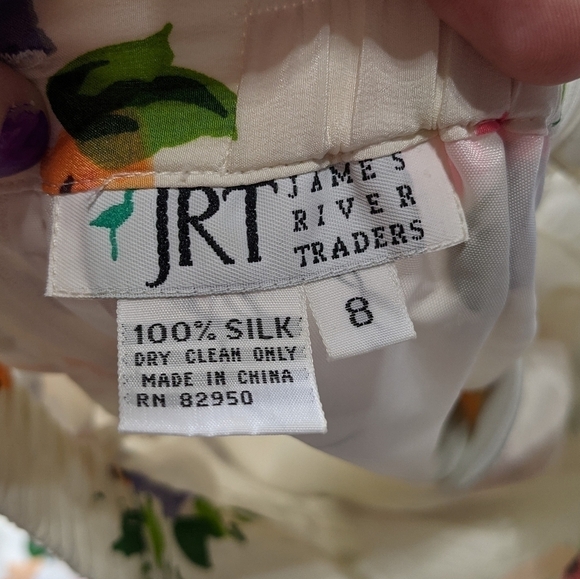 JRT
JAMES
RIVER
TRADERS
8
100% SILK
DRY CLEAN ONLY
MADE IN CHINA
RN 82950